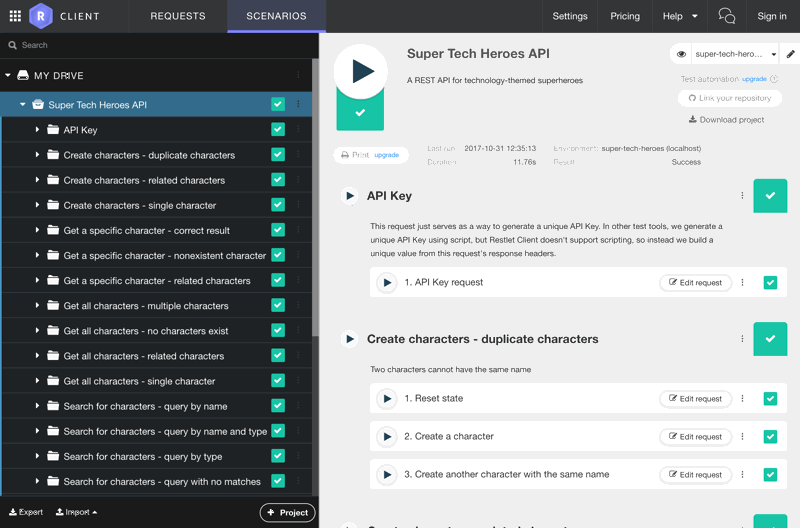 R CLIENT REQUESTS SCENARIOS Settings Pricing Help Sign in
Search
MY DRIVE
Super Tech Heroes API
API Key
Create characters - duplicate characters
Create characters - related characters
Create characters - single character
Get a specific character - correct result
Get a specific character - nonexistent character
Get a specific character - related characters
Get all characters - multiple characters
Get all characters - no characters exist
Get all characters - related characters
Get all characters - single character
Search for characters - query by name
Search for characters - query by name and type
Search for characters - query by type
Search for characters - query with no matches
Export Import + Project
Super Tech Heroes API
A REST API for technology-themed superheroes
super-tech-hero...
Test automation upgrade
Link your repository
Download project
Print upgrade
Last run 2017-10-31 12:35:13 Environment: super-tech-heroes (localhost)
Duration 11.76s Result Success
API Key
This request just serves as a way to generate a unique API Key. In other test tools, we generate a
unique API Key using script, but Restlet Client doesn't support scripting, so instead we build a
unique value from this request's response headers.
1. API Key request Edit request
Create characters - duplicate characters
Two characters cannot have the same name
1. Reset state Edit request
2. Create a character Edit request
3. Create another character with the same name Edit request